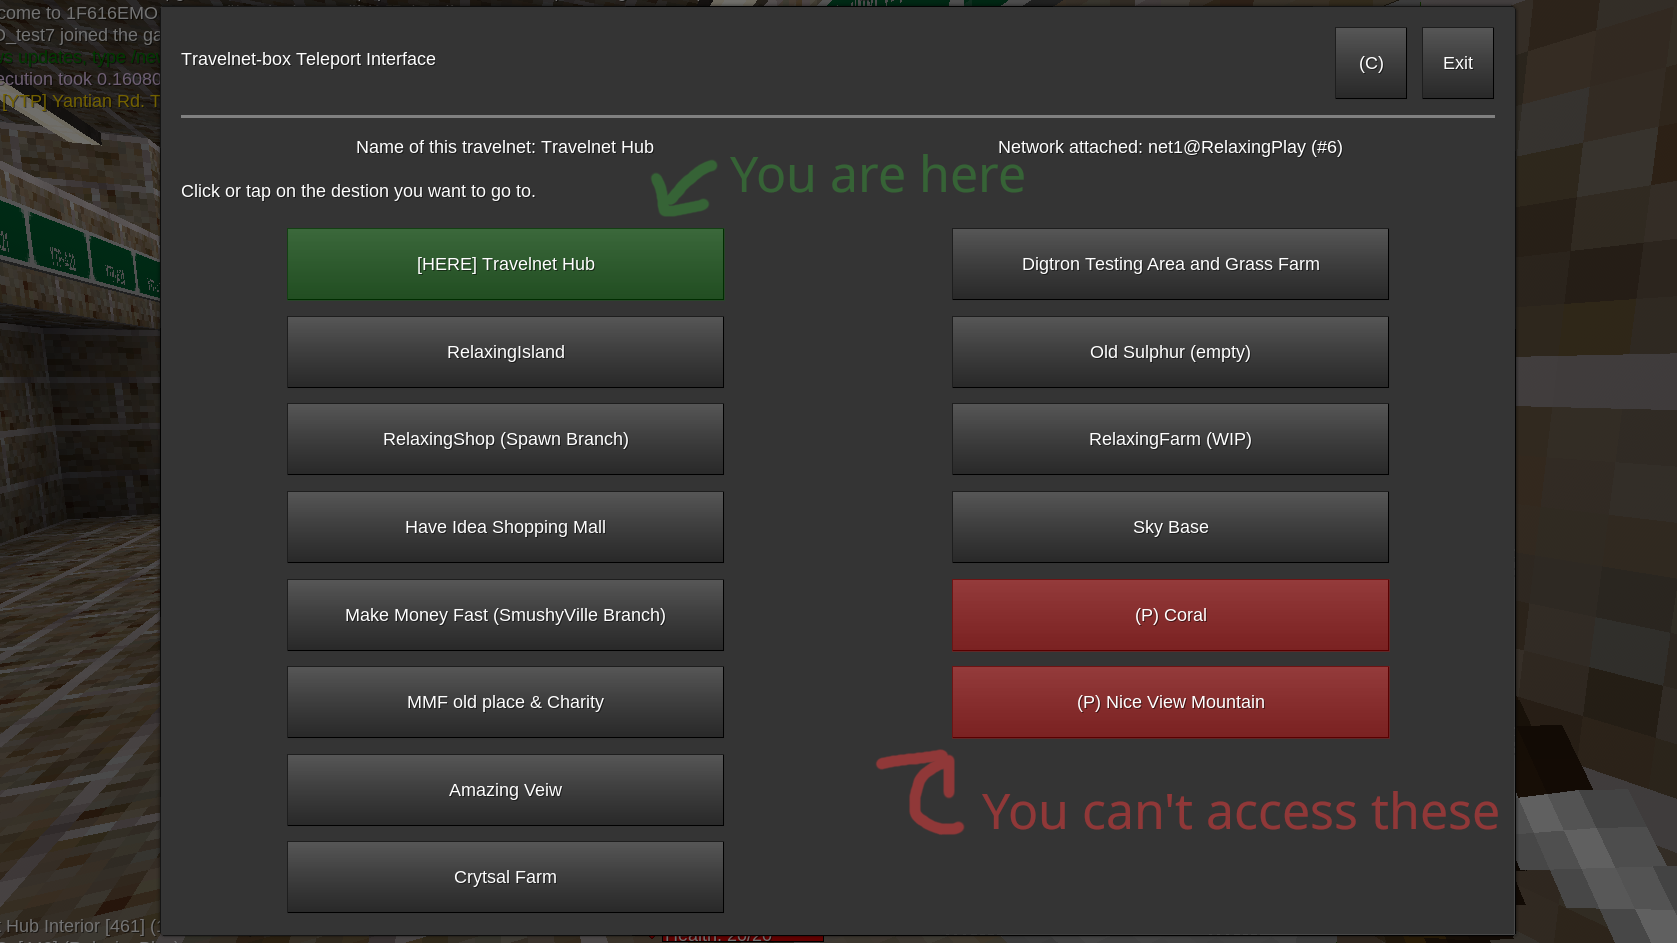 come to 1F616EMO
_test7 joined the ga
updates, type /ne
ecution took 0.16080
[YTP] Yantian Rd. T
Travelnet-box Teleport Interface
(C)
Exit
Name of this travelnet: Travelnet Hub
Network attached: net1@RelaxingPlay (#6)
You are here
Click or tap on the destion you want to go to.
[HERE] Travelnet Hub
Digtron Testing Area and Grass Farm
RelaxingIsland
Old Sulphur (empty)
RelaxingShop (Spawn Branch)
RelaxingFarm (WIP)
Have Idea Shopping Mall
Sky Base
Make Money Fast (SmushyVille Branch)
(P) Coral
MMF old place & Charity
(P) Nice View Mountain
Amazing Veiw
You can't access these
Crytsal Farm
Hub Interior [461] (
Health: 20/20